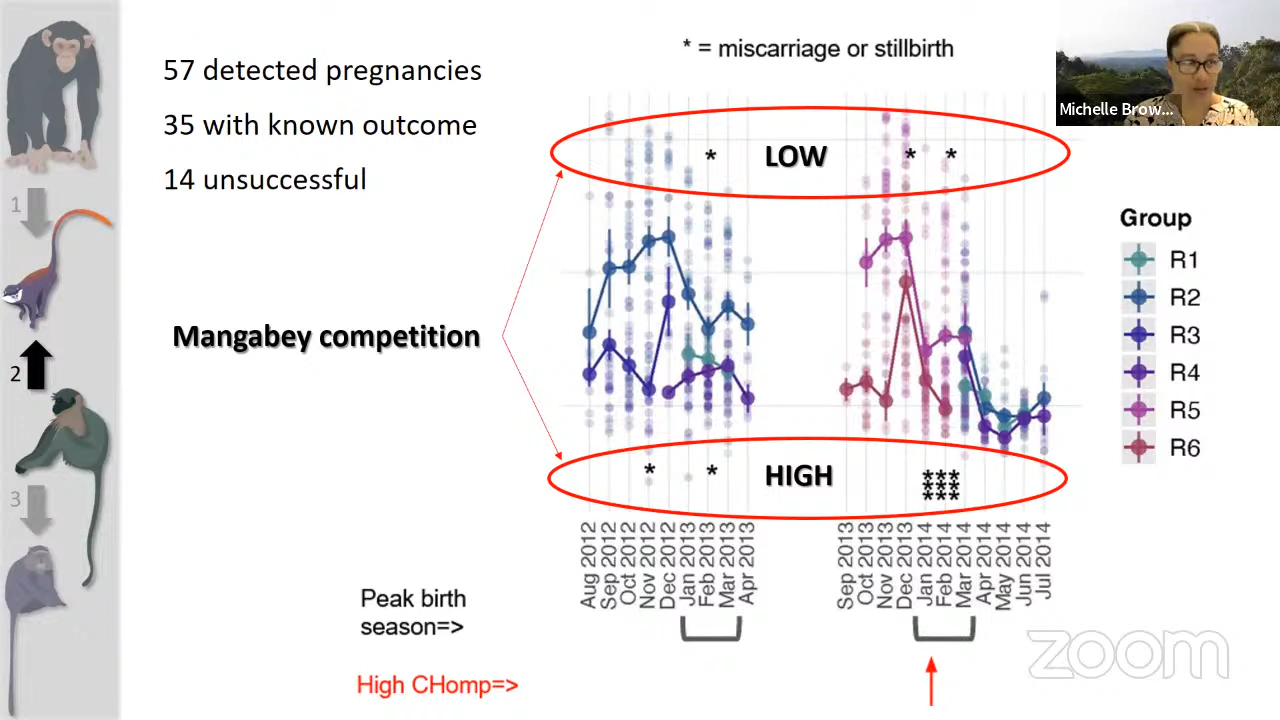 57 detected pregnancies
35 with known outcome
14 unsuccessful
* = miscarriage or stillbirth
Michelle Brow...
*
LOW
* *
1
Mangabey competition
2
3
* *
HIGH
***
***
***
Group
R1
R2
R3
R4
R5
R6
Aug 2012
Sep 2012
Oct 2012
Nov 2012
Dec 2012
Jan 2013
Feb 2013
Mar 2013
Apr 2013
Sep 2013
Oct 2013
Nov 2013
Dec 2013
Jan 2014
Feb 2014
Mar 2014
Apr 2014
May 2014
Jun 2014
Jul 2014
Peak birth
season=>
High CHomp=>
zoom